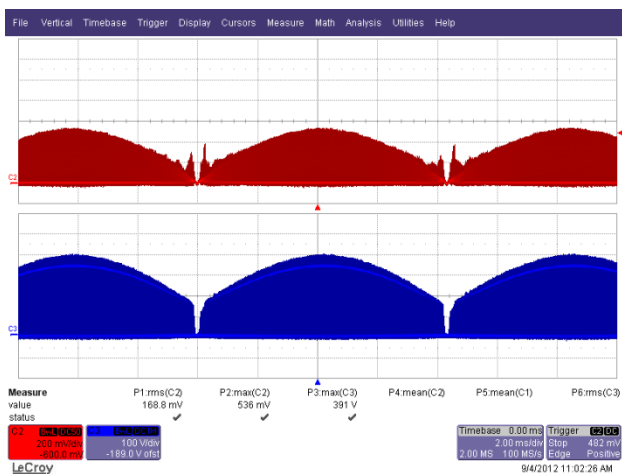 File Vertical Timebase Trigger Display Cursors Measure Math Analysis Utilities Help
C2
C3
Measure P1:rms(C2) P2:max(C2) P3:max(C3) P4:mean(C2) P5:mean(C1) P6:rms(C3)
value 168.8 mV 536 mV 391 V
status
C2 BwL DC50
200 mV/div
-600.0 mV
100 V/div
-189.0 V ofst
Timebase 0.00 ms
2.00 ms/div
2.00 MS 100 MS/s
Trigger C2 DC
Stop 482 mV
Edge Positive
LeCroy
9/4/2012 11:02:26 AM